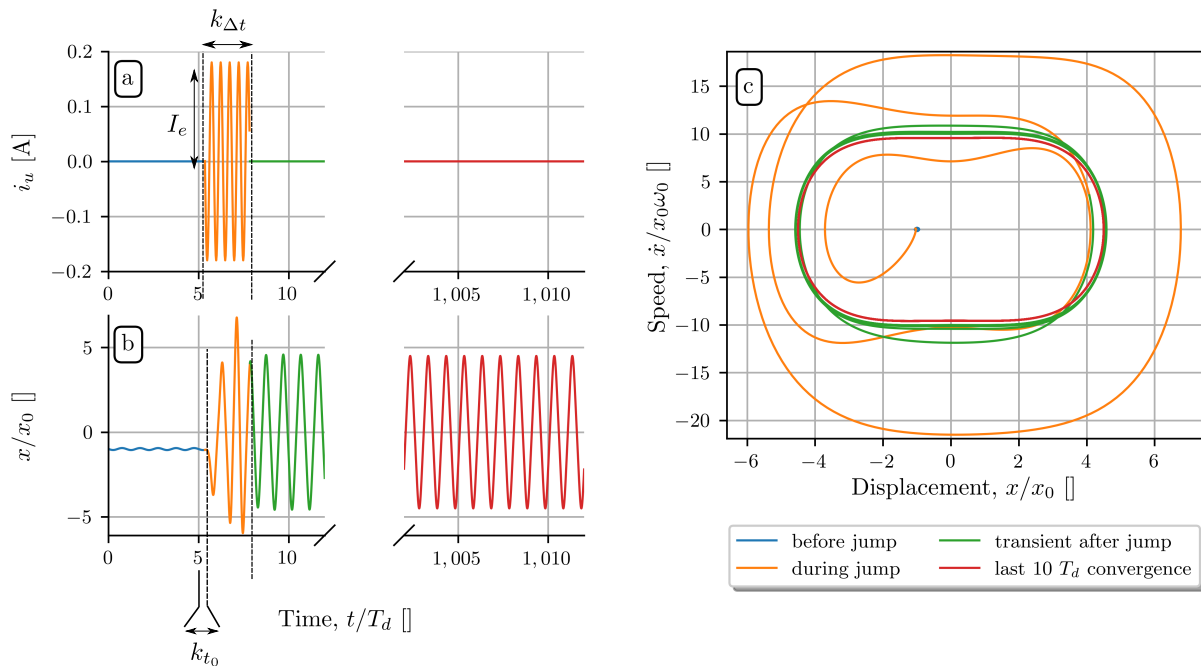 k_{Δt}
a
I_e
i_u [A]
0.2
0.1
0.0
−0.1
−0.2
0
5
10
1,005
1,010
b
x/x_0
5
0
−5
0
5
10
1,005
1,010
Time, t/T_d []
k_{t_0}
c
Speed, ẋ/x_0ω_0
15
10
5
0
−5
−10
−15
−20
−6
−4
−2
0
2
4
6
Displacement, x/x_0 []
before jump
during jump
transient after jump
last 10 T_d convergence